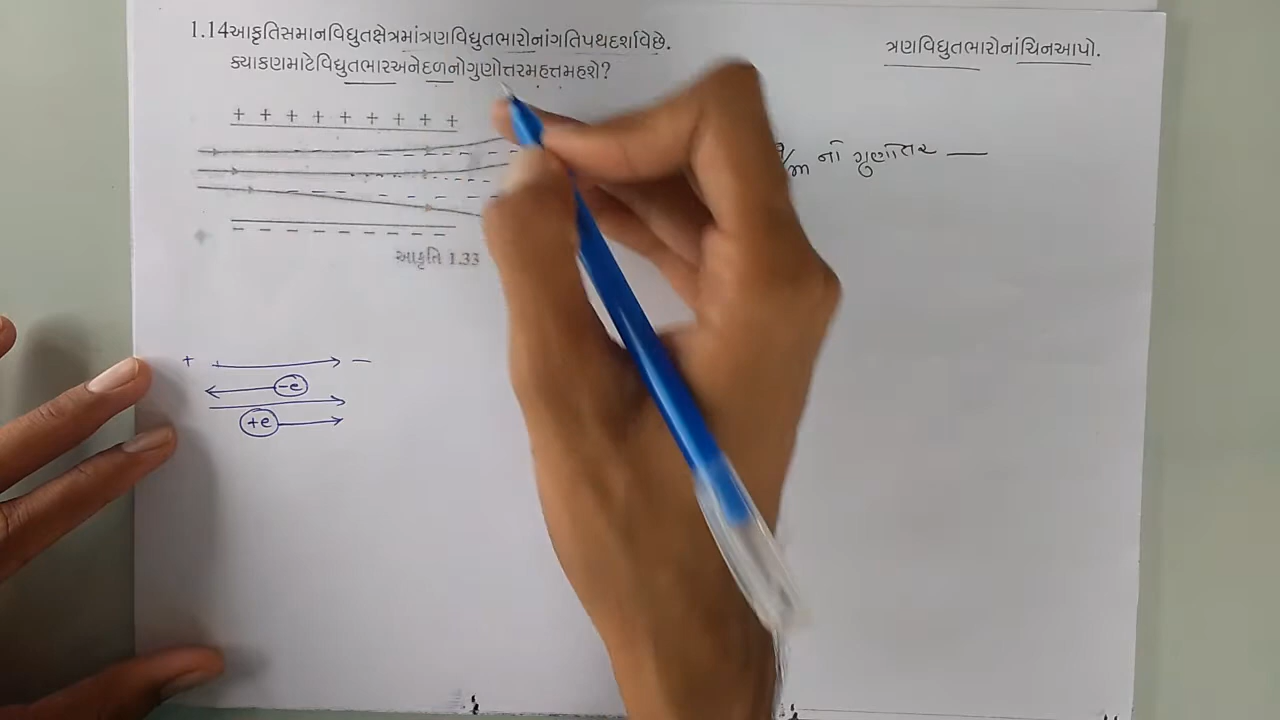 1.14આકૃતિસમાનવિદ્યુતક્ષેત્રમાંત્રણવિદ્યુતભારોનાંગતિપથદર્શાવેછે.
ક્યાકણમાટેવિદ્યુતભારઅનેદળનોગુણોત્તરમહત્તમહશે?
ત્રણવિદ્યુતભારોનાંચિનઆપો.
+ + + + + + + + +
/m નો ગુણોત્તર —
- - - - - - - - -
આકૃતિ 1.33
+ -
-e
+e